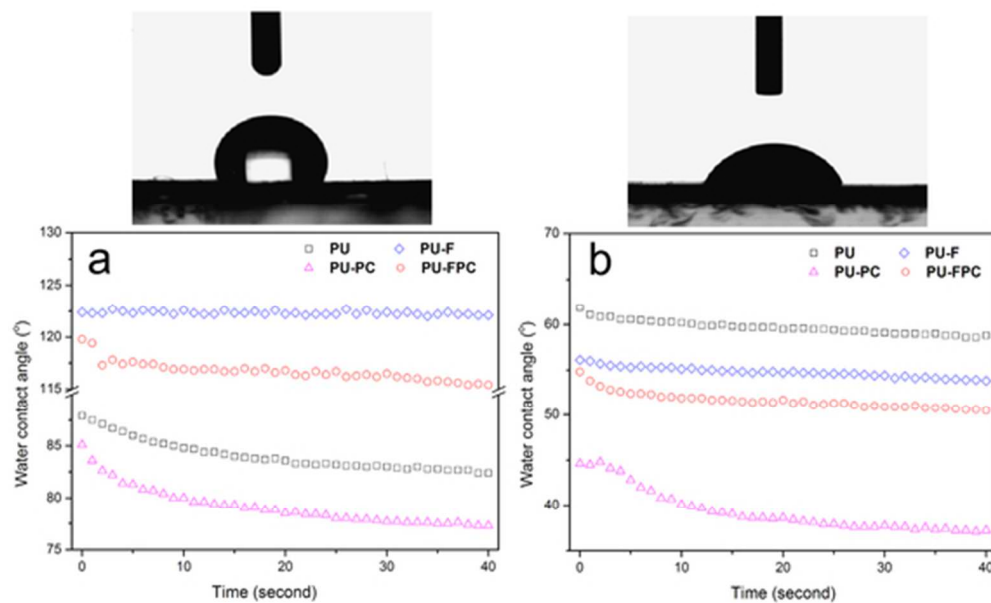 a
PU
PU-F
PU-PC
PU-FPC
130
125
120
115
85
80
75
Water contact angle (°)
0 10 20 30 40
Time (second)
b
PU
PU-F
PU-PC
PU-FPC
70
60
50
40
Water contact angle (°)
0 10 20 30 40
Time (second)